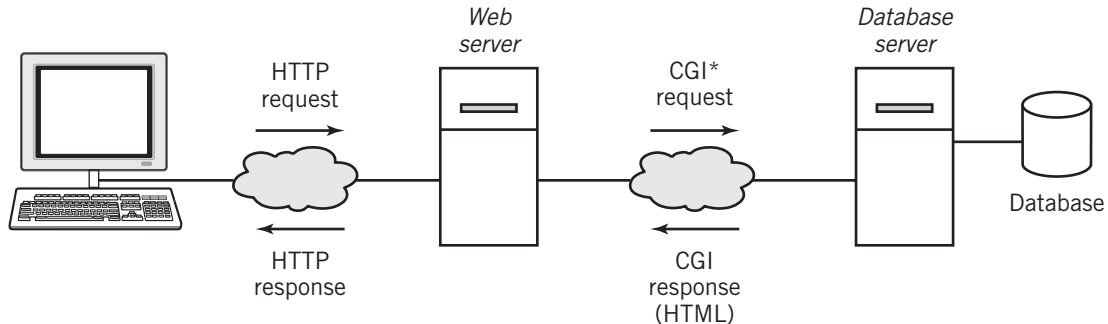 Web
server
Database
server
HTTP
request
CGI*
request
Database
HTTP
response
CGI
response
(HTML)